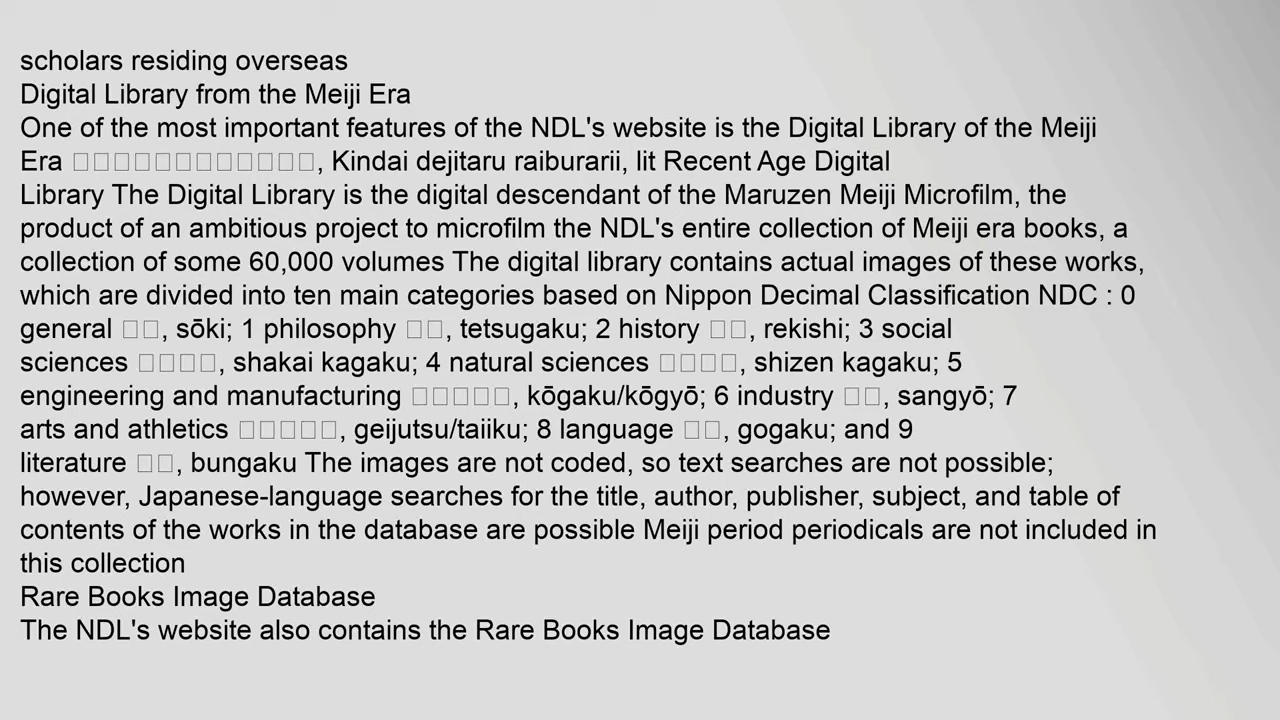 scholars residing overseas
Digital Library from the Meiji Era
One of the most important features of the NDL's website is the Digital Library of the Meiji
Era □□□□□□□□□□□□, Kindai dejitaru raiburarii, lit Recent Age Digital
Library The Digital Library is the digital descendant of the Maruzen Meiji Microfilm, the
product of an ambitious project to microfilm the NDL's entire collection of Meiji era books, a
collection of some 60,000 volumes The digital library contains actual images of these works,
which are divided into ten main categories based on Nippon Decimal Classification NDC : 0
general □□, sōki; 1 philosophy □□, tetsugaku; 2 history □□, rekishi; 3 social
sciences □□□□, shakai kagaku; 4 natural sciences □□□□, shizen kagaku; 5
engineering and manufacturing □□□□□, kōgaku/kōgyō; 6 industry □□, sangyō; 7
arts and athletics □□□□□, geijutsu/taiiku; 8 language □□, gogaku; and 9
literature □□, bungaku The images are not coded, so text searches are not possible;
however, Japanese-language searches for the title, author, publisher, subject, and table of
contents of the works in the database are possible Meiji period periodicals are not included in
this collection
Rare Books Image Database
The NDL's website also contains the Rare Books Image Database